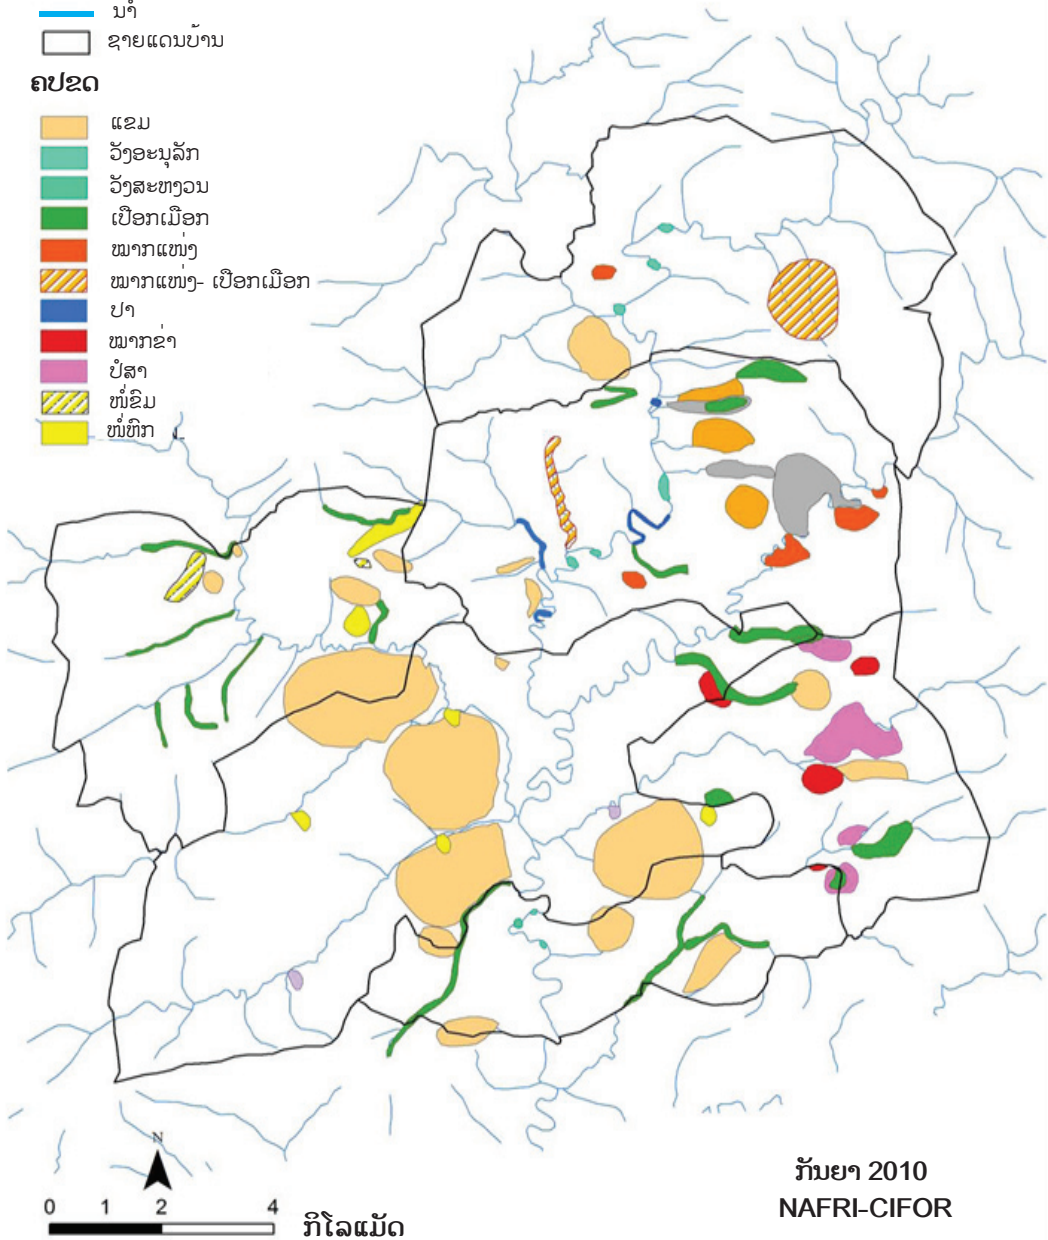 ນ້ຳ
ຊາຍແດນບ້ານ
ຄປຂດ
ແຂມ
ວັງອະນຸລັກ
ວັງສະຫງວນ
ເປືອກເມືອກ
ໝາກແໜ່ງ
ໝາກແໜ່ງ- ເປືອກເມືອກ
ປາ
ໝາກຂ່າ
ປໍສາ
ໜໍ່ຂົມ
ໜໍ່ຫົກ
N
0 1 2 4
ກິໂລແມັດ
ກັນຍາ 2010
NAFRI-CIFOR